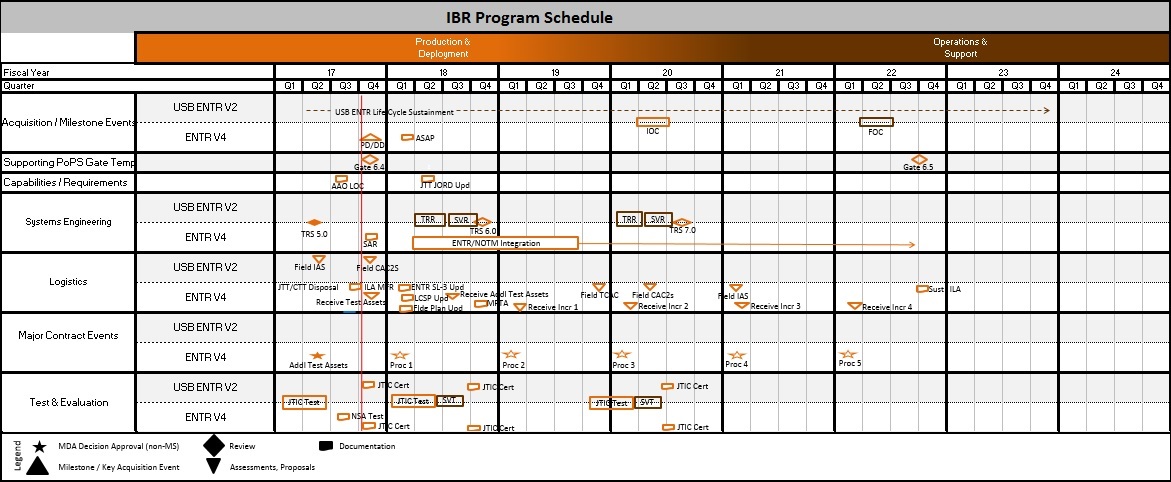 IBR Program Schedule
Production &
Deployment
Operations &
Support
Fiscal Year 17 18 19 20 21 22 23 24
Quarter Q1 Q2 Q3 Q4 Q1 Q2 Q3 Q4 Q1 Q2 Q3 Q4 Q1 Q2 Q3 Q4 Q1 Q2 Q3 Q4 Q1 Q2 Q3 Q4 Q1 Q2 Q3 Q4 Q1 Q2 Q3 Q4
USB ENTR V2
USB ENTR Life Cycle Sustainment
Acquisition / Milestone Events
IOC
FOC
ENTR V4
PD/DD
ASAP
Supporting PoPS Gate Temp
Gate 6.4
Gate 6.5
Capabilities / Requirements
AAO LOC
JTT JORD Upd
USB ENTR V2
Systems Engineering
TRR SVR TRR SVR
TRS 5.0
TRS 6.0
TRS 7.0
ENTR V4
SAR
ENTR/NOTM Integration
USB ENTR V2
Field IAS
Field CAC2S
Logistics
JTT/CTT Disposal
ILA MFR
ENTR SL-3 Upd
Sust ILA
ENTR V4
Receive Test Assets
LCSP Upd
Receive Addl Test Assets
Field TCAC
Field CAC2s
Field IAS
MRTA
Flde Plan Upd
Receive Incr 1
Receive Incr 2
Receive Incr 3
Receive Incr 4
USB ENTR V2
Major Contract Events
ENTR V4
Addl Test Assets
Proc 1
Proc 2
Proc 3
Proc 4
Proc 5
USB ENTR V2
JTIC Cert
JTIC Cert
JTIC Cert
Test & Evaluation
JTIC Test
JTIC Test
SVT
JTIC Test
SVT
ENTR V4
NSA Test
JTIC Cert
JTIC Cert
JTIC Cert
Legend
MDA Decision Approval (non-MS)
Review
Documentation
Milestone / Key Acquisition Event
Assessments, Proposals